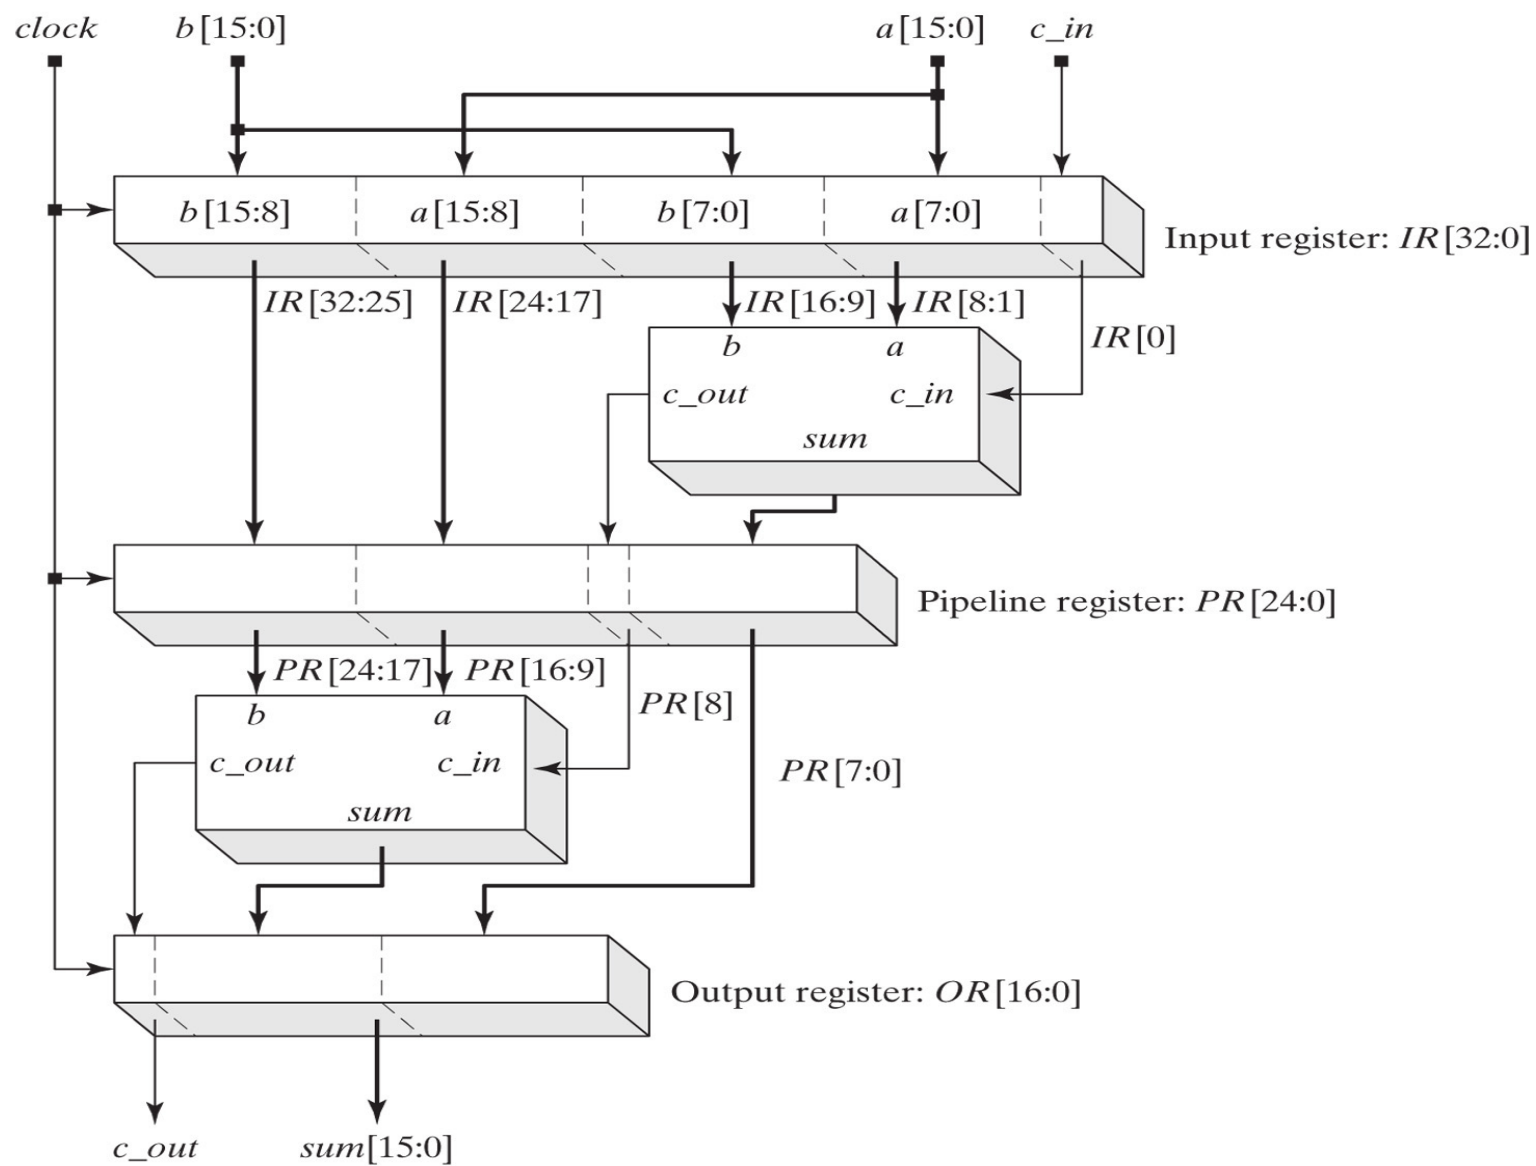 clock b[15:0] a[15:0] c_in
b[15:8] a[15:8] b[7:0] a[7:0]
Input register: IR[32:0]
IR[32:25] IR[24:17] IR[16:9] IR[8:1]
IR[0]
b a
c_out c_in
sum
Pipeline register: PR[24:0]
PR[24:17] PR[16:9]
PR[8]
b a
c_out c_in
PR[7:0]
sum
Output register: OR[16:0]
c_out sum[15:0]